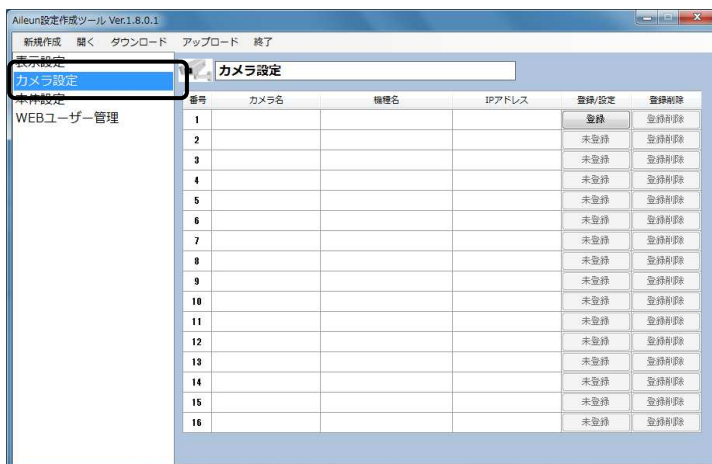 Aileun設定作成ツール Ver.1.8.0.1
新規作成 開く ダウンロード アップロード 終了
表示設定
カメラ設定
本体設定
WEBユーザー管理
カメラ設定
番号 カメラ名 機種名 IPアドレス 登録/設定 登録削除
1 登録 登録削除
2 未登録 登録削除
3 未登録 登録削除
4 未登録 登録削除
5 未登録 登録削除
6 未登録 登録削除
7 未登録 登録削除
8 未登録 登録削除
9 未登録 登録削除
10 未登録 登録削除
11 未登録 登録削除
12 未登録 登録削除
13 未登録 登録削除
14 未登録 登録削除
15 未登録 登録削除
16 未登録 登録削除